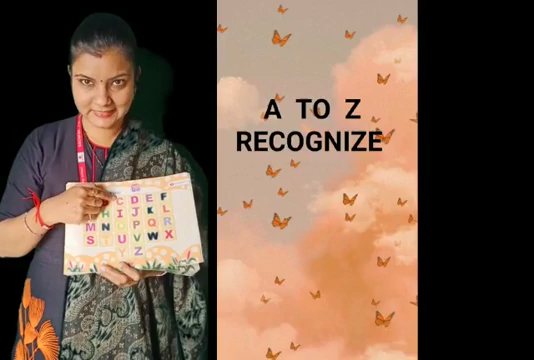 C D E F
H I J K L
M N O P Q R
S T U V W X
Y Z
A TO Z
RECOGNIZE